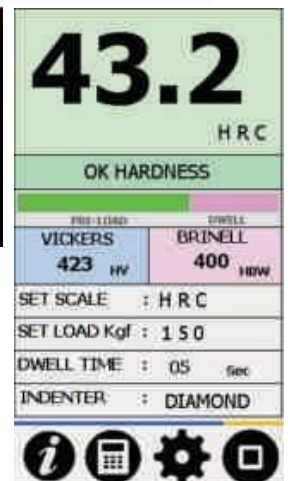 43.2
HRC
OK HARDNESS
PRE-LOAD DWELL
VICKERS BRINELL
423 HV 400 HBW
SET SCALE : HRC
SET LOAD Kgf : 150
DWELL TIME : 05 Sec
INDENTER : DIAMOND